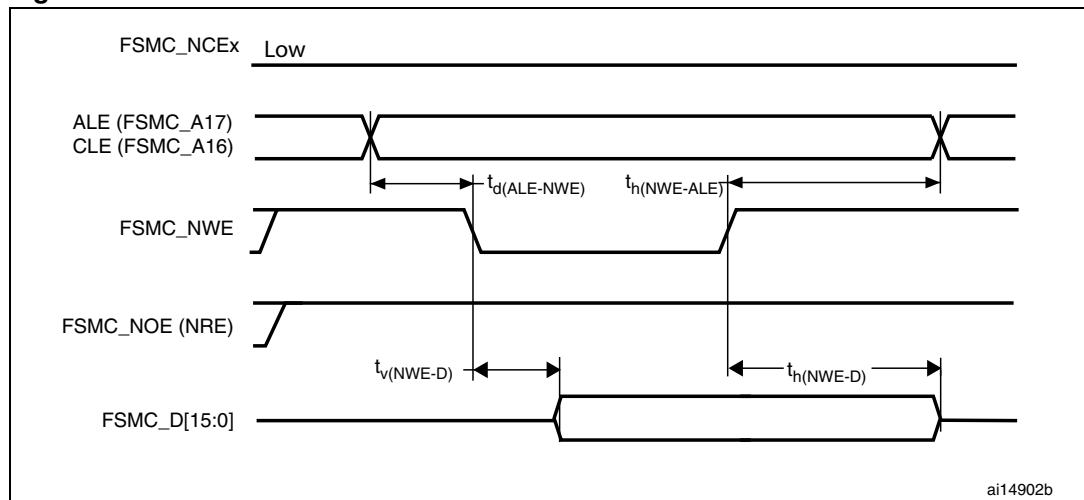 FSMC_NCEx Low
ALE (FSMC_A17)
CLE (FSMC_A16)
td(ALE-NWE) th(NWE-ALE)
FSMC_NWE
FSMC_NOE (NRE)
tv(NWE-D) th(NWE-D)
FSMC_D[15:0]
ai14902b